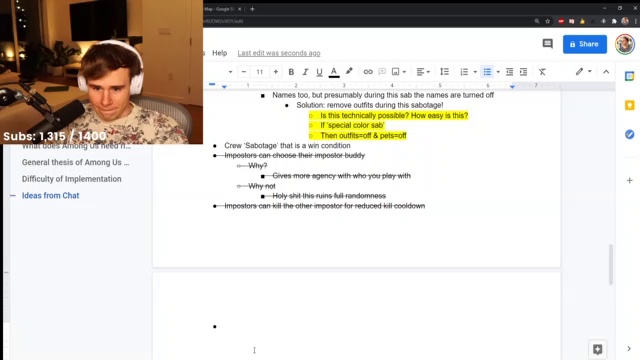 Map - Google S
Help
Last edit was seconds ago
Share
11
Names too, but presumably during this sab the names are turned off
Solution: remove outfits during this sabotage!
Is this technically possible? How easy is this?
If 'special color sab'
Then outfits=off & pets=off
Crew 'Sabotage' that is a win condition
Impostors can choose their impostor buddy
Why?
Gives more agency with who you play with
Why not
Holy shit this ruins full randomness
Impostors can kill the other impostor for reduced kill cooldown
Subs: 1,315 / 1400
What does Among Us need
General thesis of Among Us
Difficulty of Implementation
Ideas from Chat